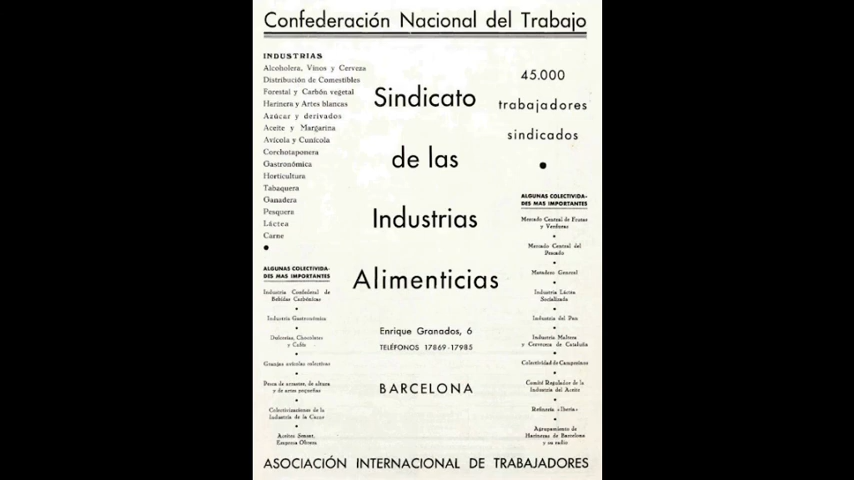 Confederación Nacional del Trabajo
INDUSTRIAS
Alcoholera, Vinos y Cerveza
Distribución de Comestibles
Forestal y Carbón vegetal
Harinera y Artes blancas
Azúcar y derivados
Aceite y Margarina
Avícola y Cunícola
Corchotaponera
Gastronómica
Horticultura
Tabaquera
Ganadera
Pesquera
Láctea
Carne
ALGUNAS COLECTIVIDA-
DES MAS IMPORTANTES
Industria Confederal de
Bebidas Carbónicas
Industria Gastronómica
Dulcerías, Chocolates
y Cafés
Granjas avícolas colectivas
Pesca de arrastre, de altura
y de artes pequeñas
Colectivizaciones de la
Industria de la Carne
Aceites
Empresa Obrera
Sindicato
de las
Industrias
Alimenticias
Enrique Granados, 6
TELÉFONOS 17869-17985
BARCELONA
45.000
trabajadores
sindicados
ALGUNAS COLECTIVIDA-
DES MAS IMPORTANTES
Mercado Central de Frutas
y Verduras
Mercado Central del
Pescado
Matadero General
Industria Láctea
Socializada
Industria del Pan
Industria Maltera
y Cervecera de Cataluña
Colectividad de Campesinos
Comité Regulador de la
Industria del Aceite
Refinería «Iberia»
Agrupamiento de
Harineras de Barcelona
y su radio
ASOCIACIÓN INTERNACIONAL DE TRABAJADORES